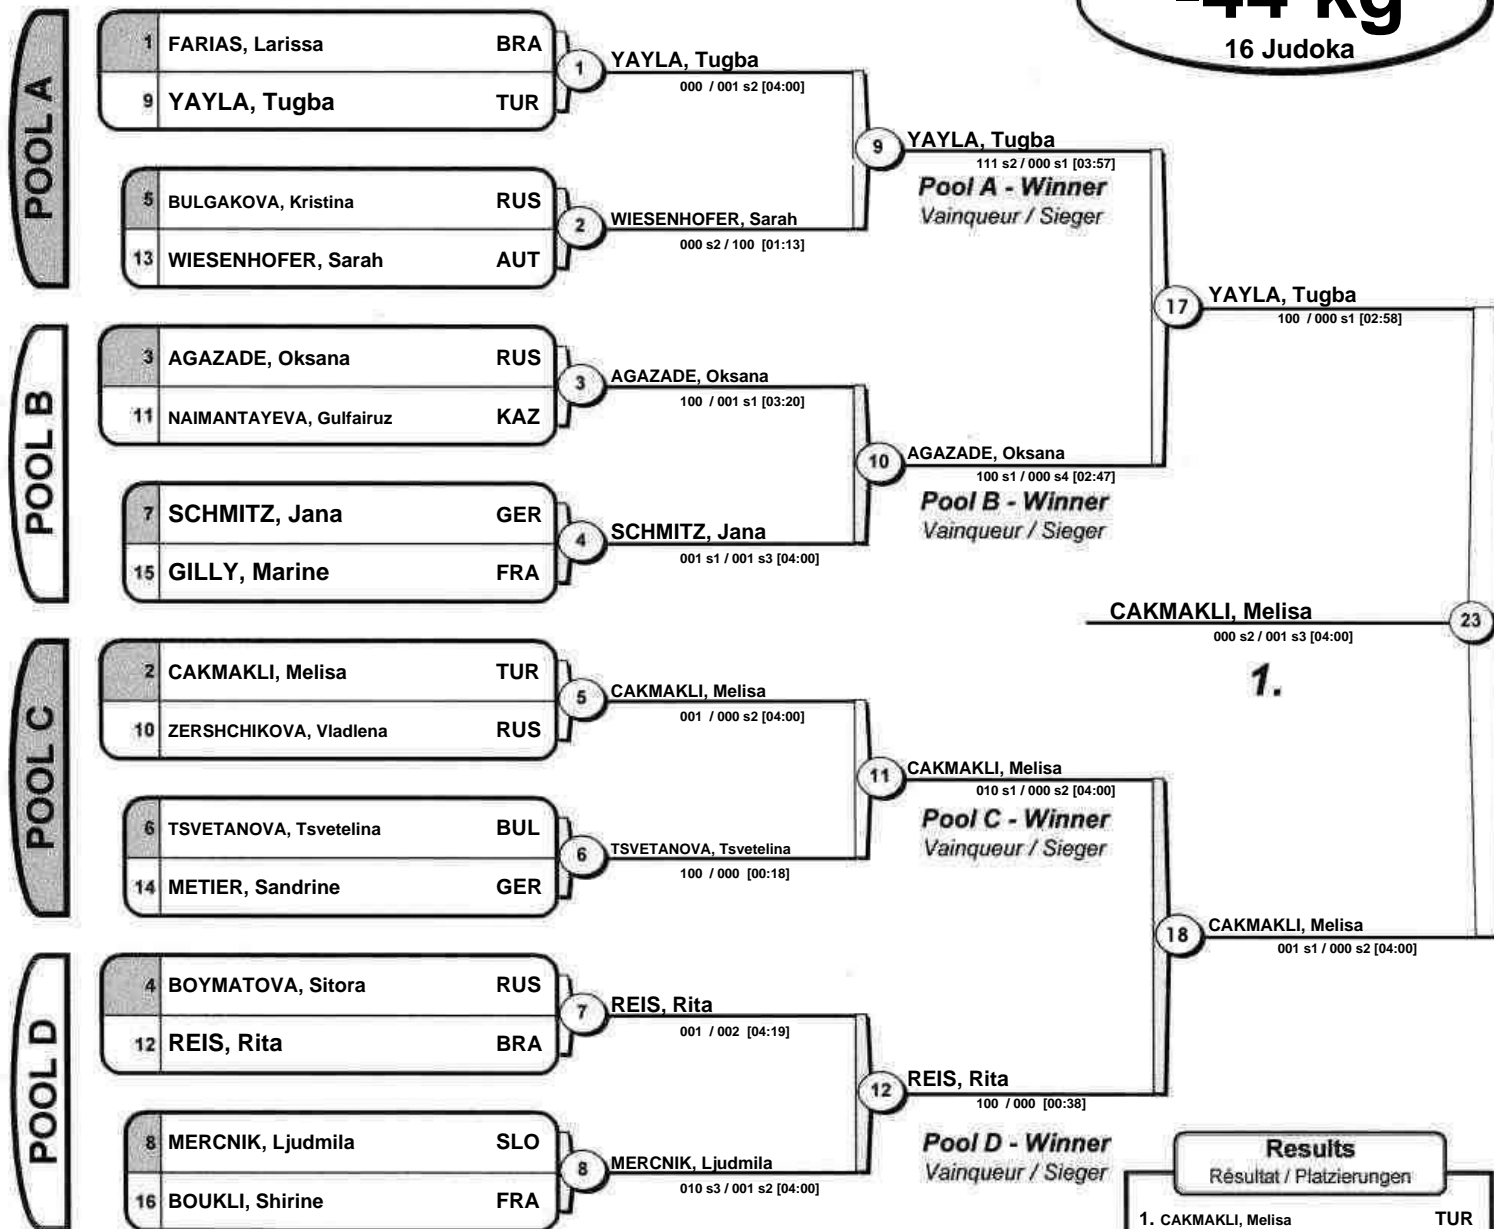 -44 kg
16 Judoka
POOL A
1 FARIAS, Larissa BRA
9 YAYLA, Tugba TUR
1
YAYLA, Tugba
000 / 001 s2 [04:00]
5 BULGAKOVA, Kristina RUS
13 WIESENHOFER, Sarah AUT
2
WIESENHOFER, Sarah
000 s2 / 100 [01:13]
9
YAYLA, Tugba
111 s2 / 000 s1 [03:57]
Pool A - Winner
Vainqueur / Sieger
POOL B
3 AGAZADE, Oksana RUS
11 NAIMANTAYEVA, Gulfairuz KAZ
3
AGAZADE, Oksana
100 / 001 s1 [03:20]
7 SCHMITZ, Jana GER
15 GILLY, Marine FRA
4
SCHMITZ, Jana
001 s1 / 001 s3 [04:00]
10
AGAZADE, Oksana
100 s1 / 000 s4 [02:47]
Pool B - Winner
Vainqueur / Sieger
17
YAYLA, Tugba
100 / 000 s1 [02:58]
CAKMAKLI, Melisa
000 s2 / 001 s3 [04:00]
23
1.
POOL C
2 CAKMAKLI, Melisa TUR
10 ZERSHCHIKOVA, Vladlena RUS
5
CAKMAKLI, Melisa
001 / 000 s2 [04:00]
6 TSVETANOVA, Tsvetelina BUL
14 METIER, Sandrine GER
6
TSVETANOVA, Tsvetelina
100 / 000 [00:18]
11
CAKMAKLI, Melisa
010 s1 / 000 s2 [04:00]
Pool C - Winner
Vainqueur / Sieger
18
CAKMAKLI, Melisa
001 s1 / 000 s2 [04:00]
POOL D
4 BOYMATOVA, Sitora RUS
12 REIS, Rita BRA
7
REIS, Rita
001 / 002 [04:19]
8 MERCNIK, Ljudmila SLO
16 BOUKLI, Shirine FRA
8
MERCNIK, Ljudmila
010 s3 / 001 s2 [04:00]
12
REIS, Rita
100 / 000 [00:38]
Pool D - Winner
Vainqueur / Sieger
Results
Résultat / Platzierungen
1. CAKMAKLI, Melisa TUR